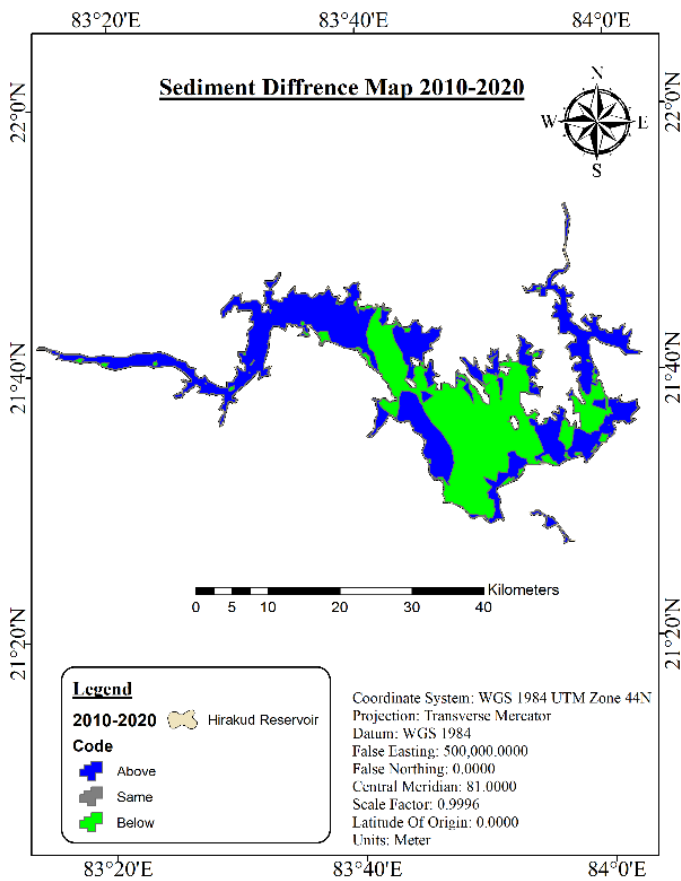 83°20'E 83°40'E 84°0'E
Sediment Diffrence Map 2010-2020
N
W E
S
22°0'N 22°0'N
21°40'N 21°40'N
Kilometers
0 5 10 20 30 40
21°20'N 21°20'N
Legend
2010-2020 Hirakud Reservoir
Code
Above
Same
Below
Coordinate System: WGS 1984 UTM Zone 44N
Projection: Transverse Mercator
Datum: WGS 1984
False Easting: 500,000.0000
False Northing: 0.0000
Central Meridian: 81.0000
Scale Factor: 0.9996
Latitude Of Origin: 0.0000
Units: Meter
83°20'E 83°40'E 84°0'E